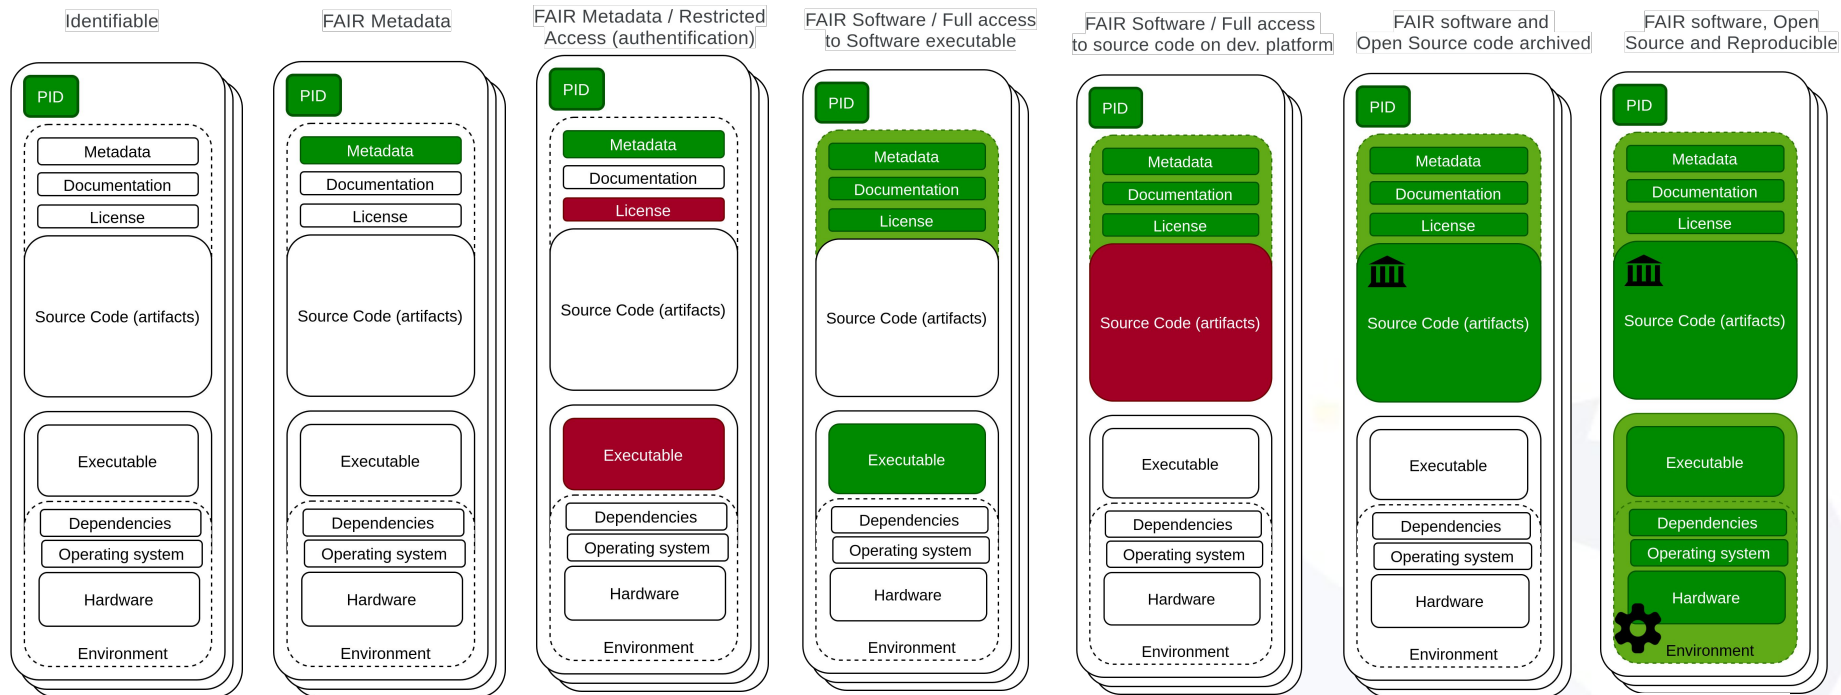 Identifiable
PID
Metadata
Documentation
License
Source Code (artifacts)
Executable
Dependencies
Operating system
Hardware
Environment
FAIR Metadata
PID
Metadata
Documentation
License
Source Code (artifacts)
Executable
Dependencies
Operating system
Hardware
Environment
FAIR Metadata / Restricted
Access (authentification)
PID
Metadata
Documentation
License
Source Code (artifacts)
Executable
Dependencies
Operating system
Hardware
Environment
FAIR Software / Full access
to Software executable
PID
Metadata
Documentation
License
Source Code (artifacts)
Executable
Dependencies
Operating system
Hardware
Environment
FAIR Software / Full access
to source code on dev. platform
PID
Metadata
Documentation
License
Source Code (artifacts)
Executable
Dependencies
Operating system
Hardware
Environment
FAIR software and
Open Source code archived
PID
Metadata
Documentation
License
Source Code (artifacts)
Executable
Dependencies
Operating system
Hardware
Environment
FAIR software, Open
Source and Reproducible
PID
Metadata
Documentation
License
Source Code (artifacts)
Executable
Dependencies
Operating system
Hardware
Environment